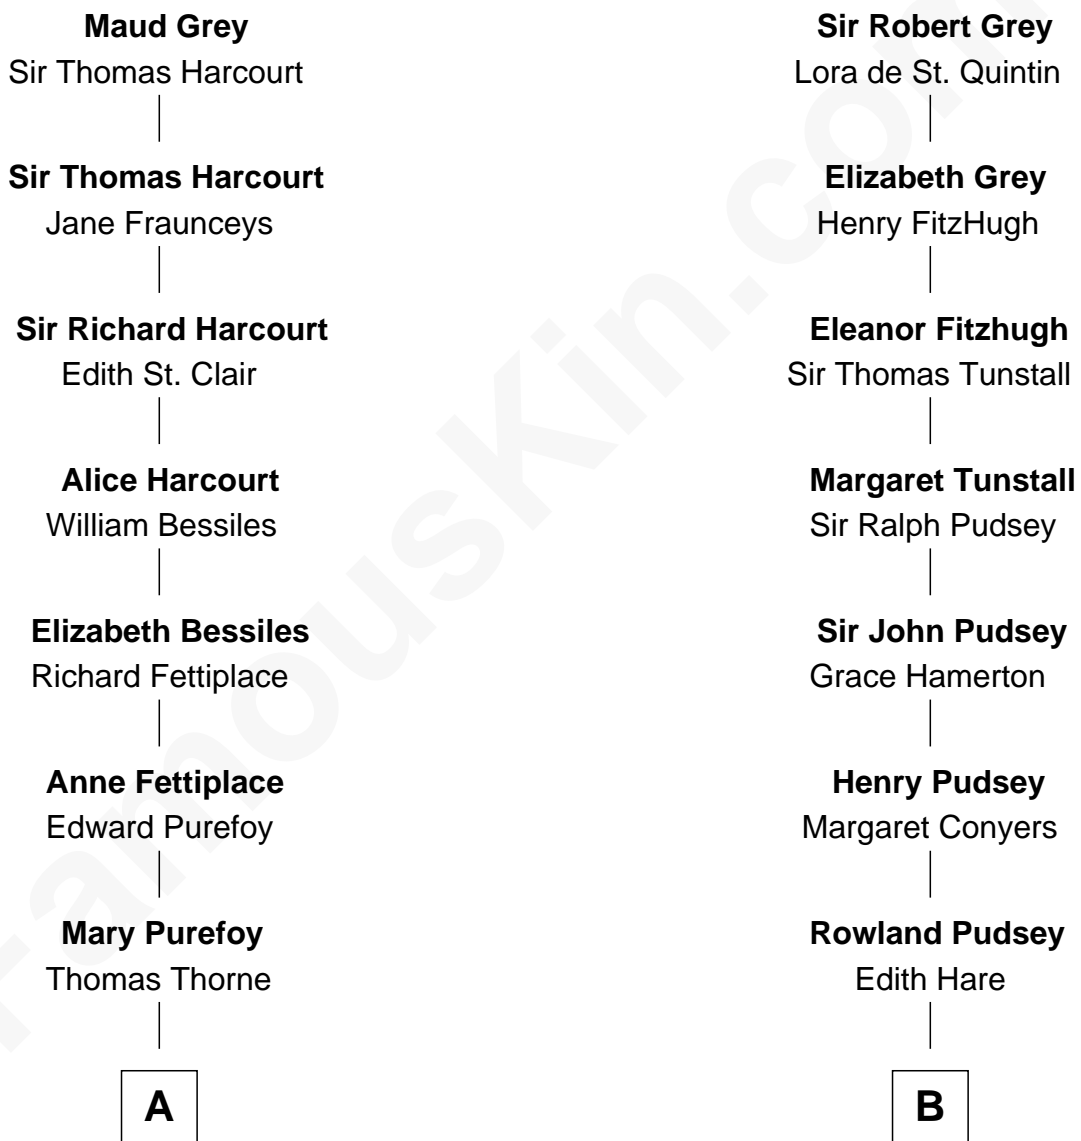 Maud Grey
Sir Thomas Harcourt
Sir Thomas Harcourt
Jane Fraunceys
Sir Richard Harcourt
Edith St. Clair
Alice Harcourt
William Bessiles
Elizabeth Bessiles
Richard Fettiplace
Anne Fettiplace
Edward Purefoy
Mary Purefoy
Thomas Thorne
A
Sir Robert Grey
Lora de St. Quintin
Elizabeth Grey
Henry FitzHugh
Eleanor Fitzhugh
Sir Thomas Tunstall
Margaret Tunstall
Sir Ralph Pudsey
Sir John Pudsey
Grace Hamerton
Henry Pudsey
Margaret Conyers
Rowland Pudsey
Edith Hare
B
FamousKin.com